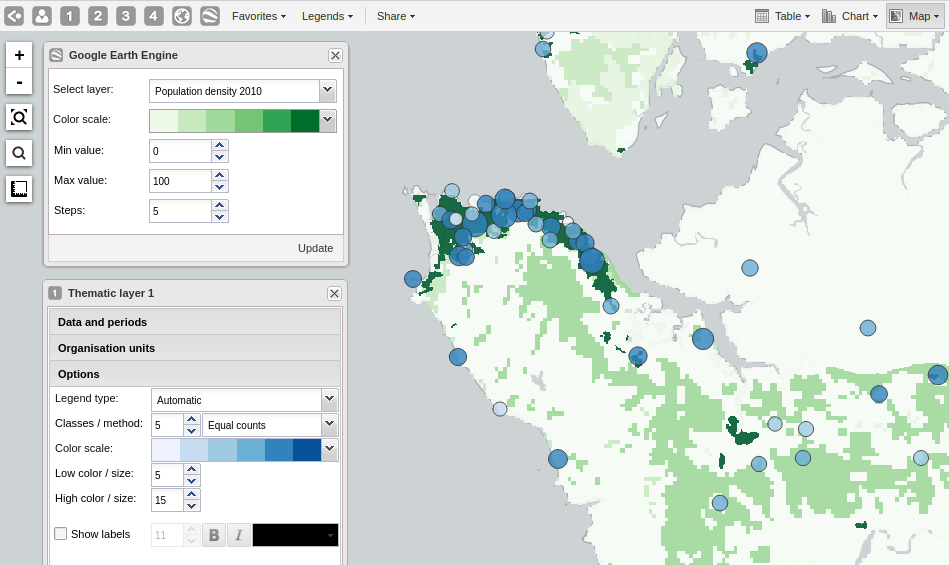 1 2 3 4 Favorites Legends Share Table Chart Map
+
-
Google Earth Engine
Select layer: Population density 2010
Color scale:
Min value: 0
Max value: 100
Steps: 5
Update
1 Thematic layer 1
Data and periods
Organisation units
Options
Legend type: Automatic
Classes / method: 5 Equal counts
Color scale:
Low color / size: 5
High color / size: 15
Show labels 11 B I